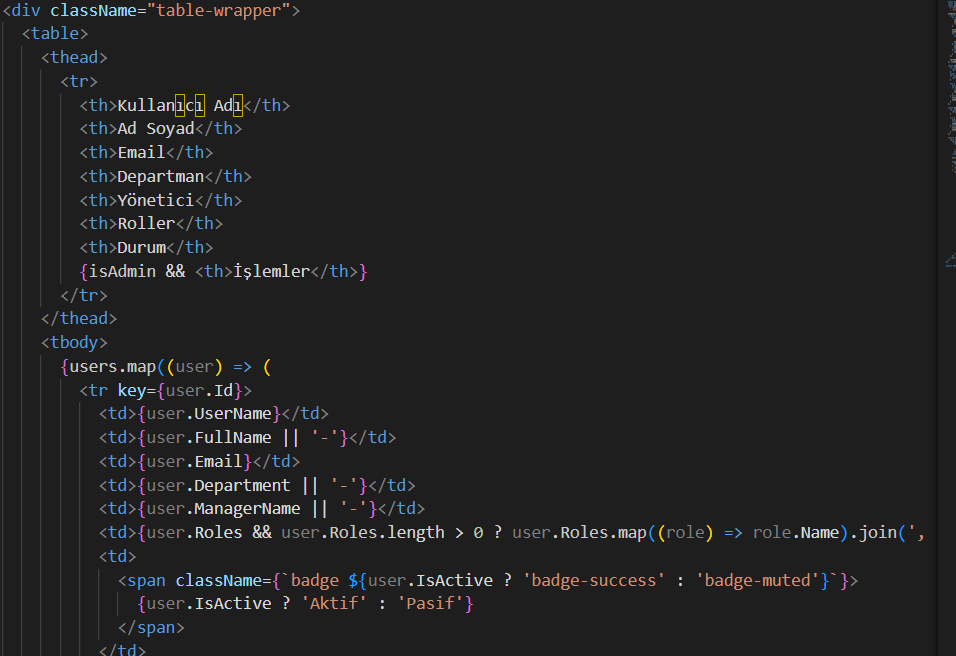 <div className="table-wrapper">
<table>
<thead>
<tr>
<th>Kullanıcı Adı</th>
<th>Ad Soyad</th>
<th>Email</th>
<th>Departman</th>
<th>Yönetici</th>
<th>Roller</th>
<th>Durum</th>
{isAdmin && <th>İşlemler</th>}
</tr>
</thead>
<tbody>
{users.map((user) => (
<tr key={user.Id}>
<td>{user.UserName}</td>
<td>{user.FullName || '-'}</td>
<td>{user.Email}</td>
<td>{user.Department || '-'}</td>
<td>{user.ManagerName || '-'}</td>
<td>{user.Roles && user.Roles.length > 0 ? user.Roles.map((role) => role.Name).join(',
<td>
<span className={`badge ${user.IsActive ? 'badge-success' : 'badge-muted'}`}>
{user.IsActive ? 'Aktif' : 'Pasif'}
</span>
</td>